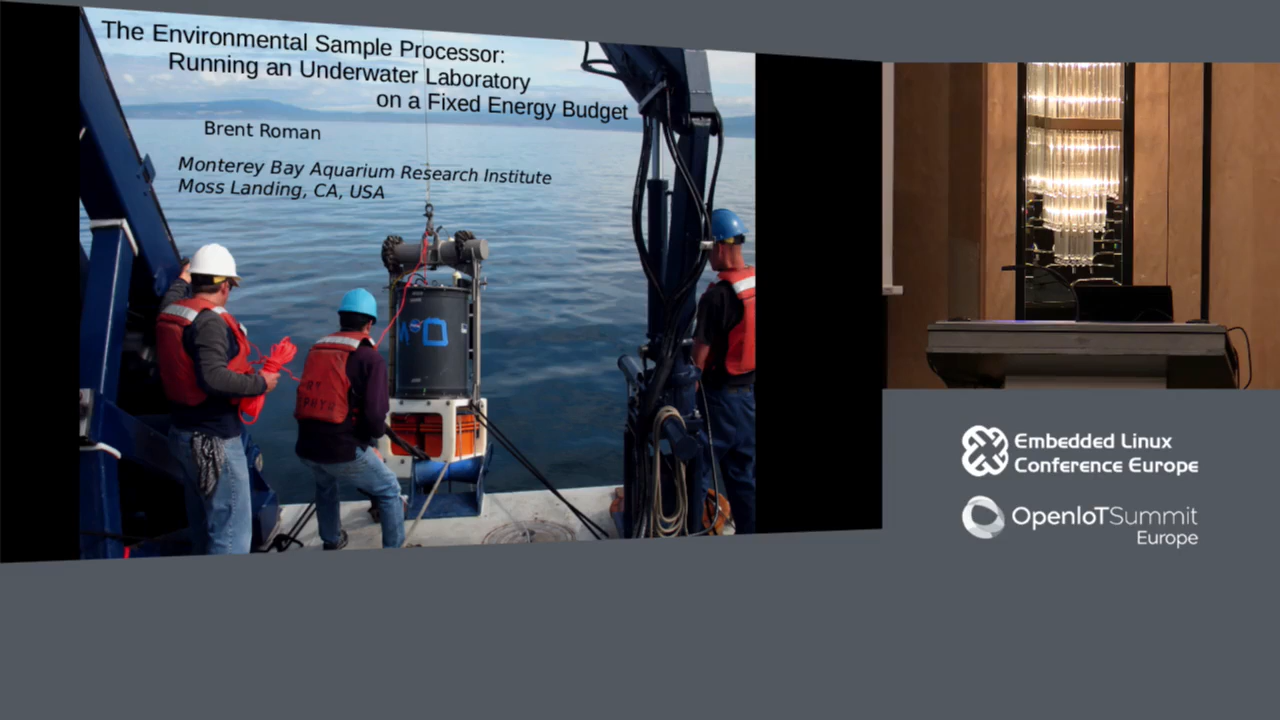 The Environmental Sample Processor:
Running an Underwater Laboratory
on a Fixed Energy Budget
Brent Roman
Monterey Bay Aquarium Research Institute
Moss Landing, CA, USA
Embedded Linux
Conference Europe
OpenIoTSummit
Europe